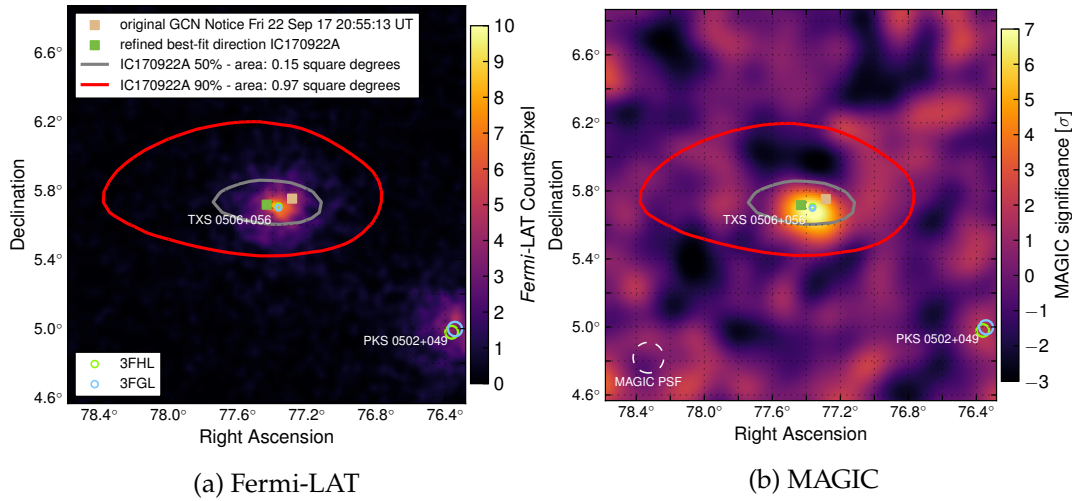 original GCN Notice Fri 22 Sep 17 20:55:13 UT
refined best-fit direction IC170922A
IC170922A 50% - area: 0.15 square degrees
IC170922A 90% - area: 0.97 square degrees
6.6°
6.2°
5.8°
5.4°
5.0°
4.6°
Declination
TXS 0506+056
PKS 0502+049
3FHL
3FGL
78.4° 78.0° 77.6° 77.2° 76.8° 76.4°
Right Ascension
10
9
8
7
6
5
4
3
2
1
0
Fermi-LAT Counts/Pixel
(a) Fermi-LAT
6.6°
6.2°
5.8°
5.4°
5.0°
4.6°
Declination
TXS 0506+056
PKS 0502+049
MAGIC PSF
78.4° 78.0° 77.6° 77.2° 76.8° 76.4°
Right Ascension
7
6
5
4
3
2
1
0
−1
−2
−3
MAGIC significance [σ]
(b) MAGIC